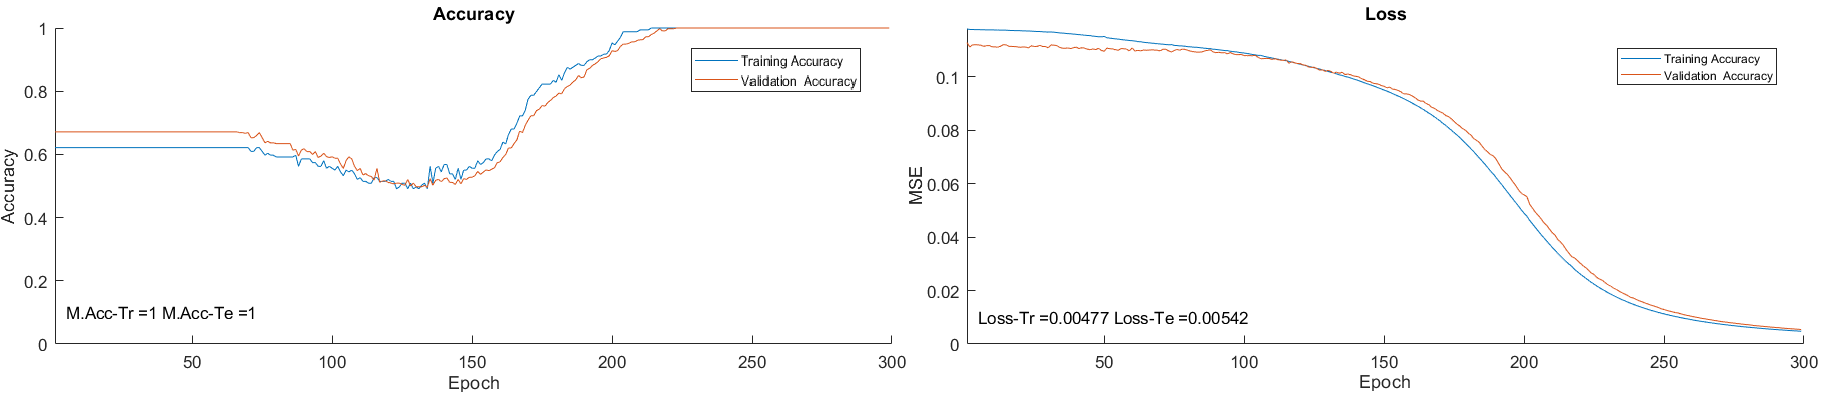 Accuracy
1
0.8
0.6
0.4
0.2
0
Accuracy
Training Accuracy
Validation Accuracy
M.Acc-Tr =1 M.Acc-Te =1
50 100 150 200 250 300
Epoch
Loss
0.1
0.08
0.06
0.04
0.02
0
MSE
Training Accuracy
Validation Accuracy
Loss-Tr =0.00477 Loss-Te =0.00542
50 100 150 200 250 300
Epoch